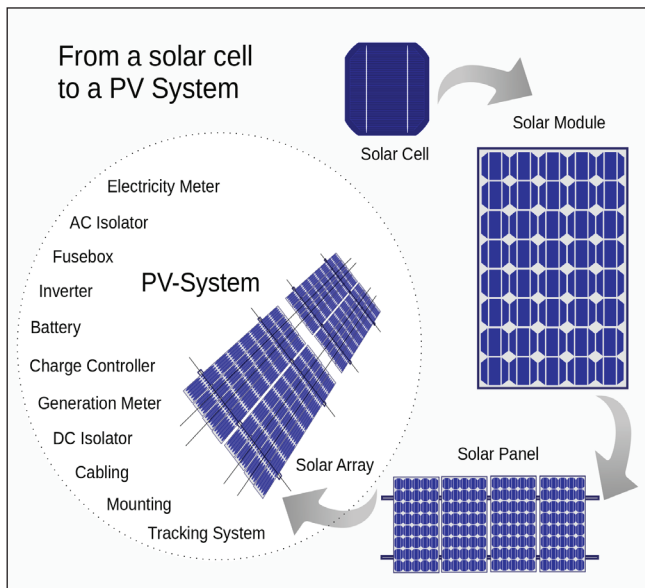 From a solar cell
to a PV System
Solar Cell
Solar Module
Electricity Meter
AC Isolator
Fusebox
PV-System
Inverter
Battery
Charge Controller
Generation Meter
DC Isolator
Solar Panel
Solar Array
Cabling
Mounting
Tracking System